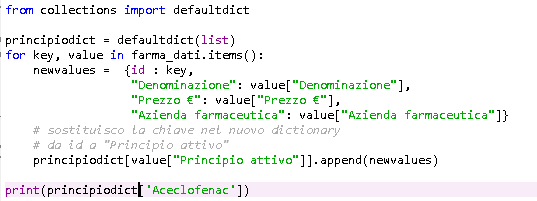 from collections import defaultdict
principiodict = defaultdict(list)
for key, value in farma_dati.items():
newvalues =  {id : key,
"Denominazione": value["Denominazione"],
"Prezzo €": value["Prezzo €"],
"Azienda farmaceutica": value["Azienda farmaceutica"]}
# sostituisco la chiave nel nuovo dictionary
# da id a "Principio attivo"
principiodict[value["Principio attivo"]].append(newvalues)
print(principiodict['Aceclofenac'])